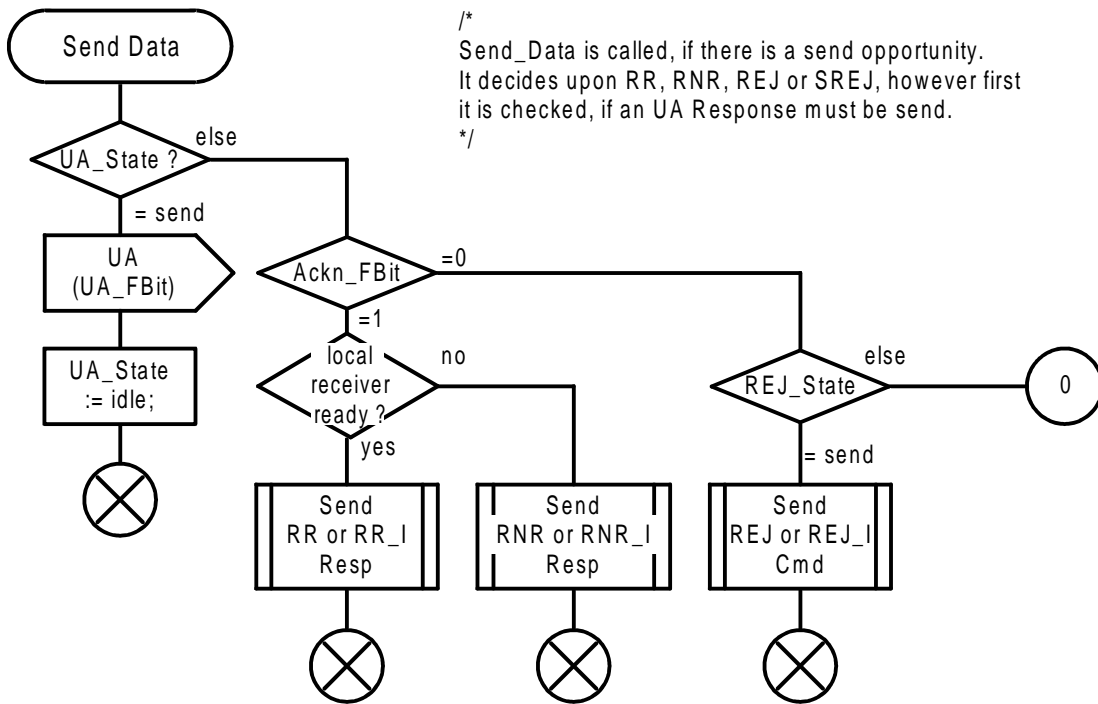 Send Data
/*
Send_Data is called, if there is a send opportunity.
It decides upon RR, RNR, REJ or SREJ, however first
it is checked, if an UA Response must be send.
*/
UA_State ?
else
= send
UA
(UA_FBit)
UA_State
:= idle;
Ackn_FBit
=0
=1
local
receiver
ready ?
no
yes
REJ_State
else
0
= send
Send
RR or RR_I
Resp
Send
RNR or RNR_I
Resp
Send
REJ or REJ_I
Cmd